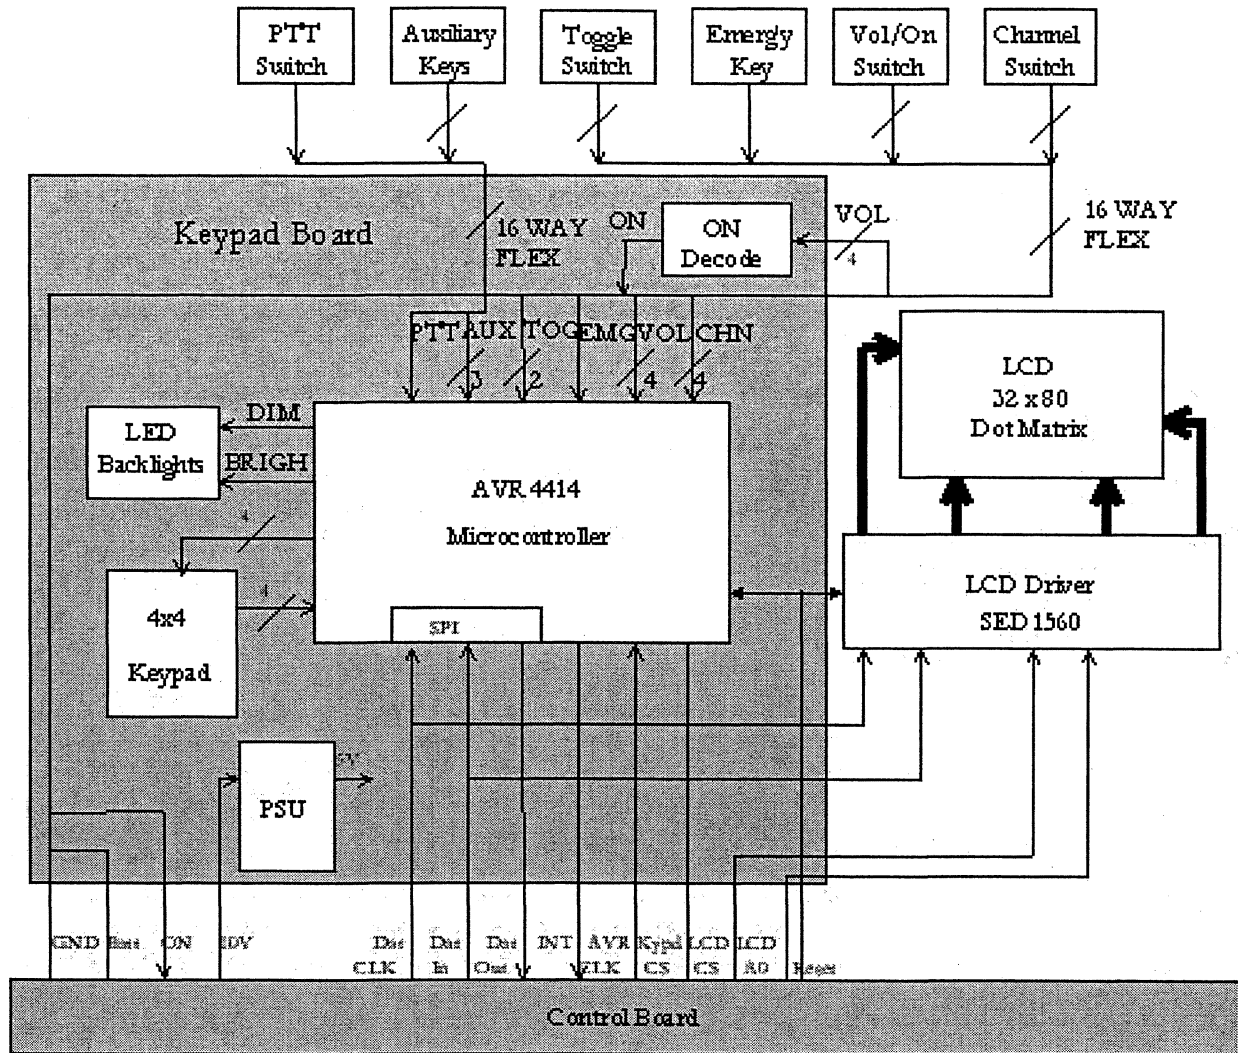 PTT
Switch
Auxiliary
Keys
Toggle
Switch
Emergy
Key
Vol/On
Switch
Channel
Switch
Keypad Board
16 WAY
FLEX
ON
ON
Decode
VOL
4
16 WAY
FLEX
PTT AUX TOG EMG VOL CHN
3 2 4 4
LCD
32 x 80
Dot Matrix
LED
Backlights
DIM
BRIGH
AVR 4414
Microcontroller
4
4
4x4
Keypad
SPI
LCD Driver
SED 1560
PSU
5V
GND ON 10V
CLK
In
Out
INT
AVR
CLK
Kypd
CS
LCD
CS
LCD
A0
Reset
Control Board